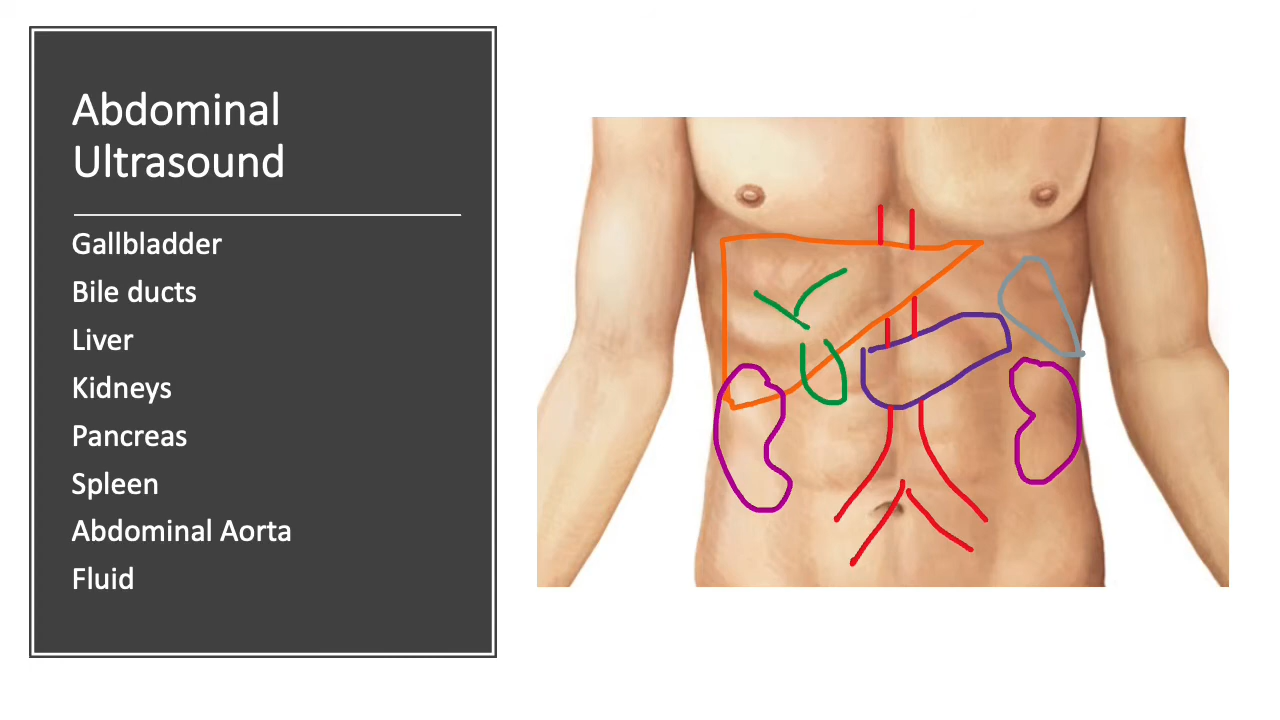 Abdominal
Ultrasound
Gallbladder
Bile ducts
Liver
Kidneys
Pancreas
Spleen
Abdominal Aorta
Fluid